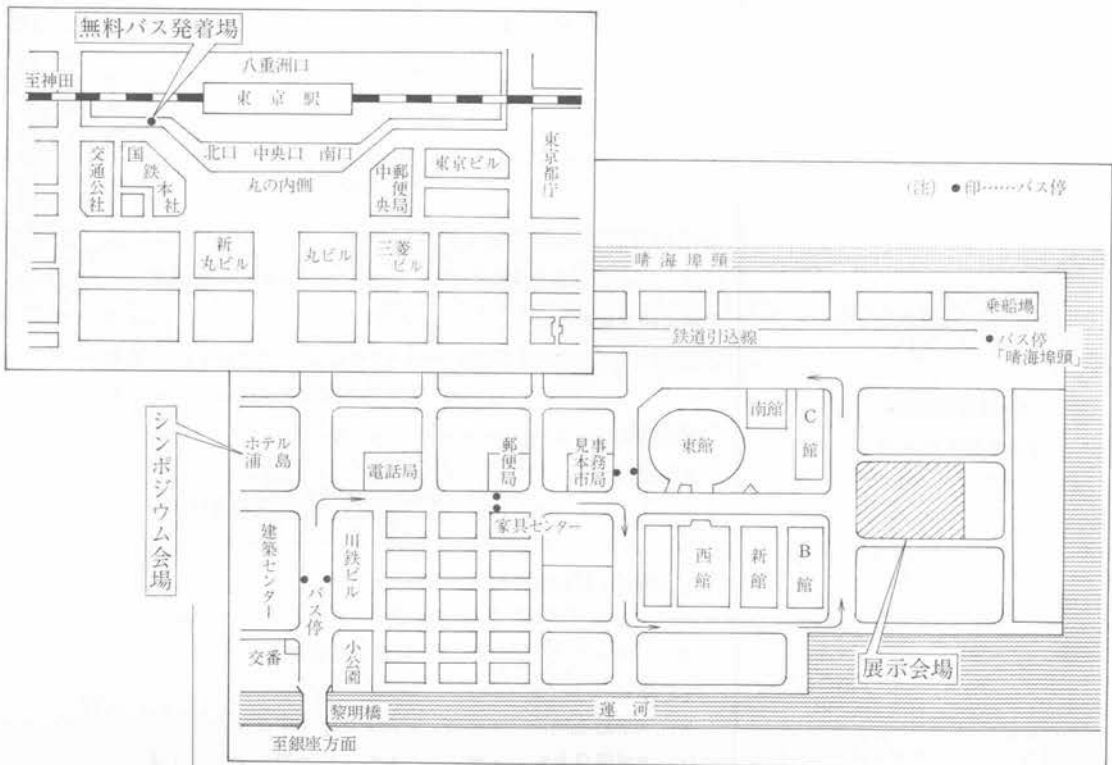 無料バス発着場
八重洲口
至神田
東京駅
北口 中央口 南口
丸の内側
交通公社
国鉄本社
中央郵便局
東京ビル
東京都庁
新丸ビル
丸ビル
三菱ビル
(注) ●印……バス停
晴海埠頭
乗船場
鉄道引込線
●バス停
「晴海埠頭」
シンポジウム会場
ホテル
浦島
電話局
郵便局
見本市
事務局
東館
南館
C館
家具センター
建築センター
川鉄ビル
バス停
西館
新館
B館
交番
小公園
展示会場
黎明橋
運河
至銀座方面